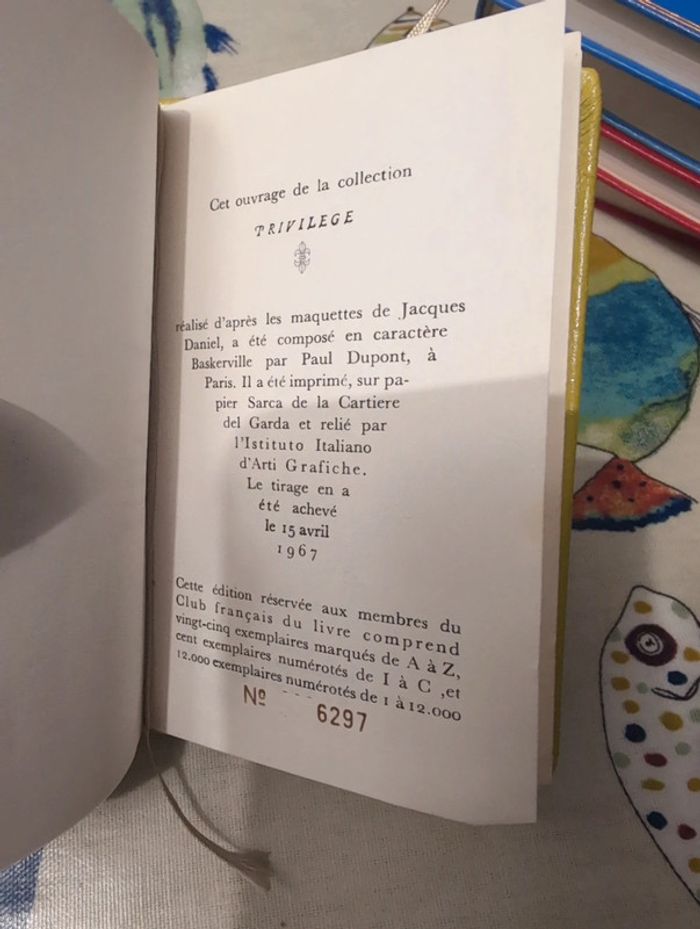 Cet ouvrage de la collection
PRIVILEGE
réalisé d'après les maquettes de Jacques
Daniel, a été composé en caractère
Baskerville par Paul Dupont, à
Paris. Il a été imprimé, sur pa-
pier Sarca de la Cartiere
del Garda et relié par
l'Istituto Italiano
d'Arti Grafiche.
Le tirage en a
été achevé
le 15 avril
1967
Cette édition réservée aux membres du
Club français du livre comprend
vingt-cinq exemplaires marqués de A à Z,
cent exemplaires numérotés de I à C ,et
12.000 exemplaires numérotés de 1 à 12.000
Nº --- 6297